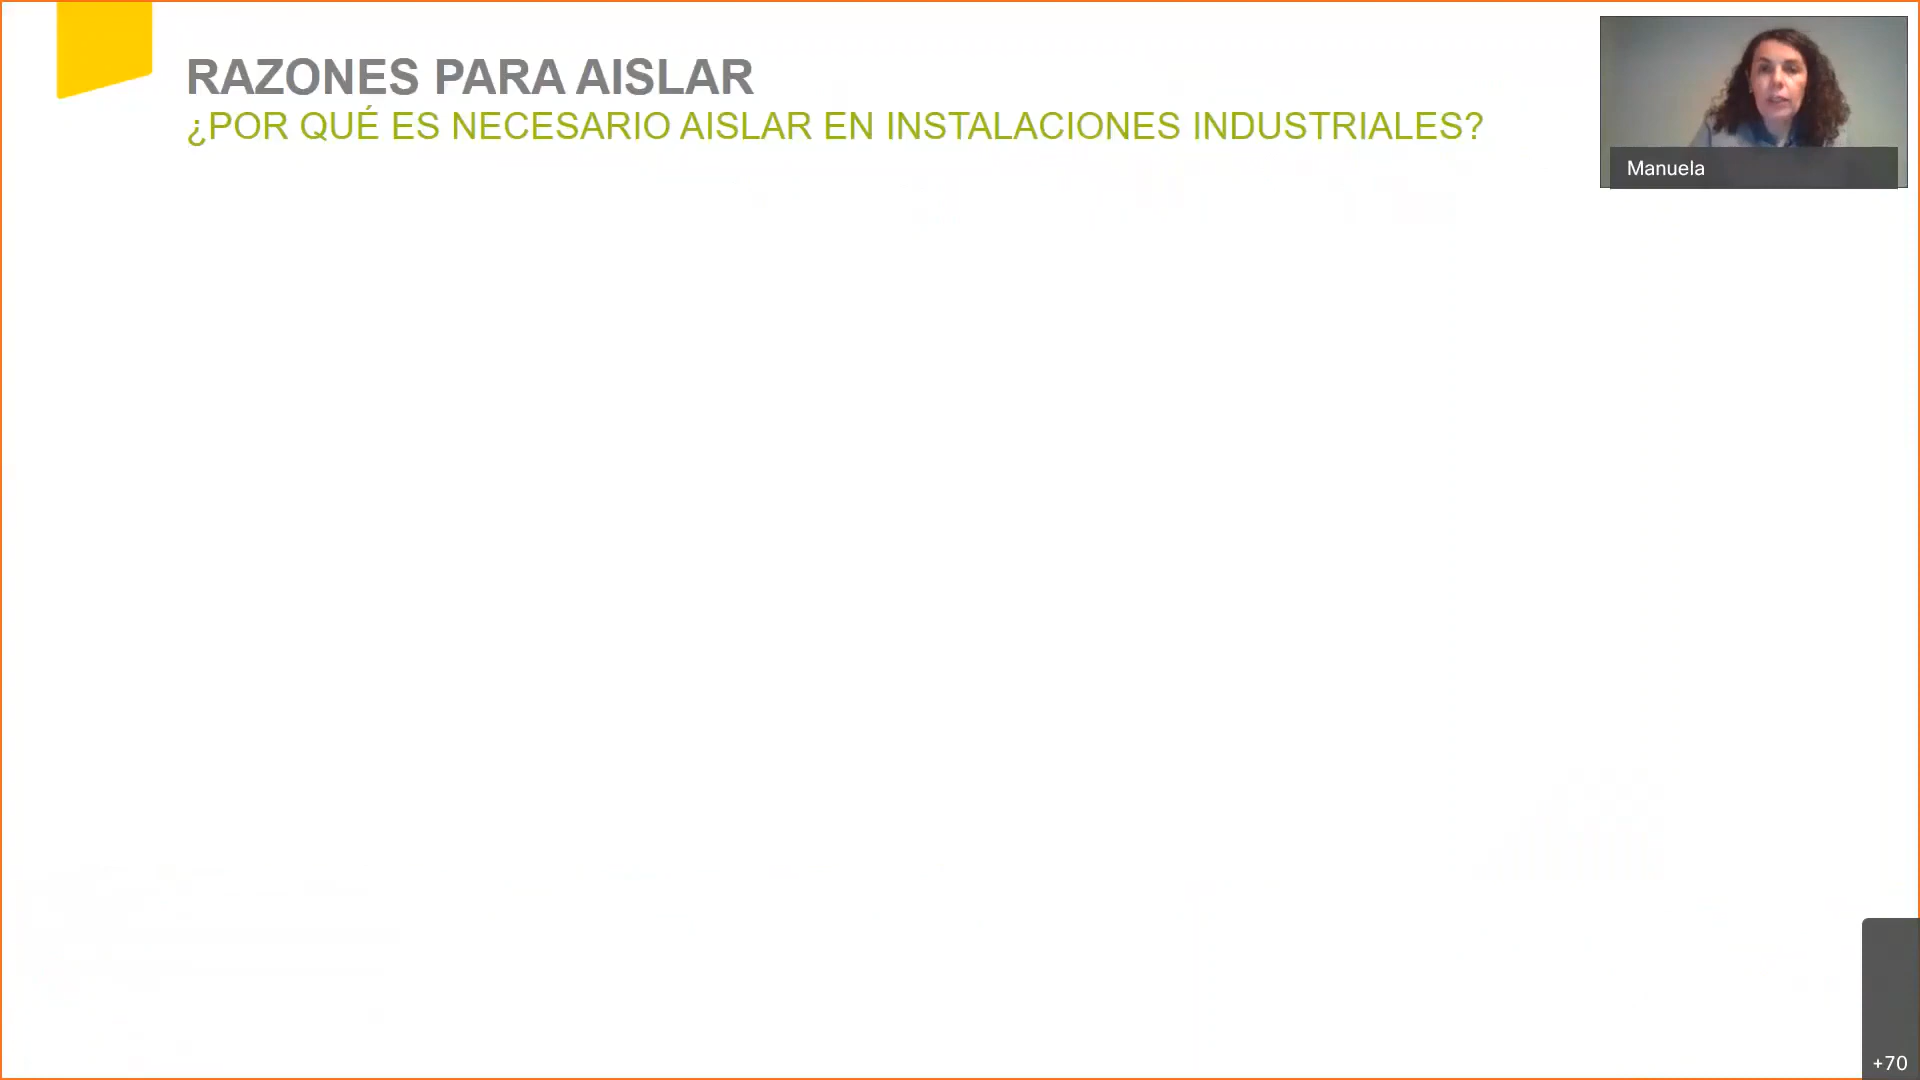 RAZONES PARA AISLAR
¿POR QUÉ ES NECESARIO AISLAR EN INSTALACIONES INDUSTRIALES?
Manuela
+70